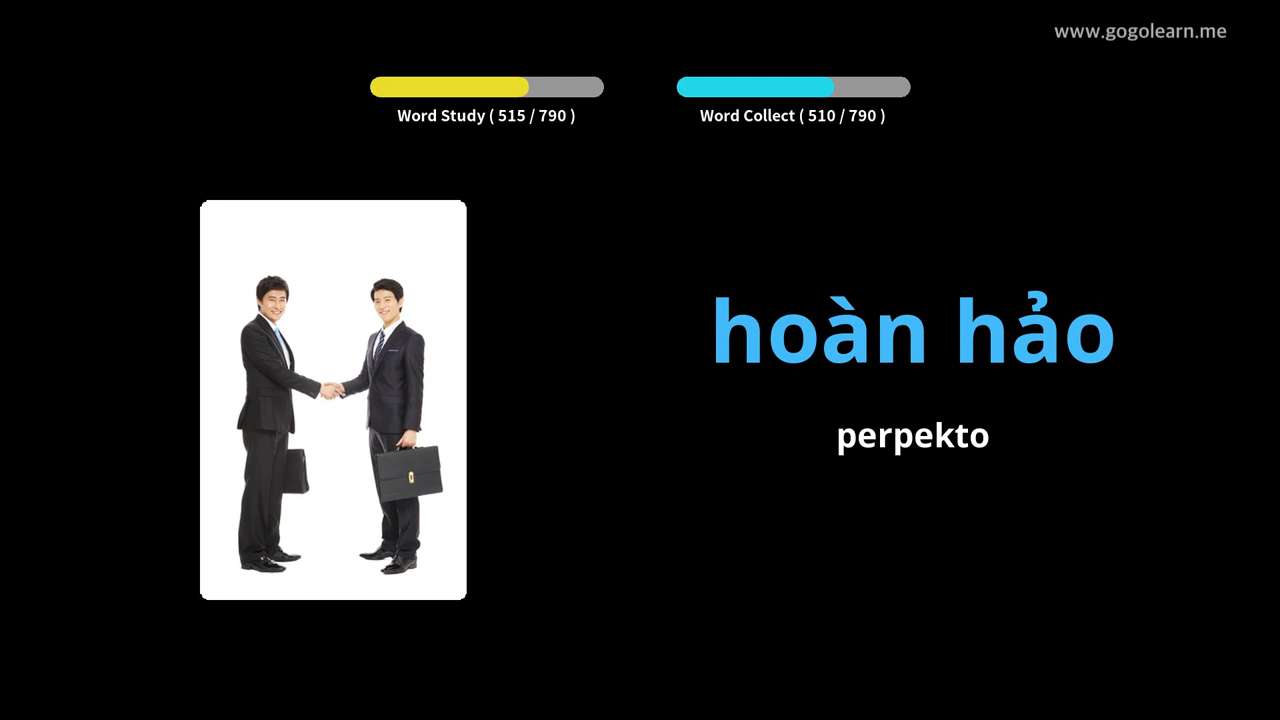 www.gogolearn.me
Word Study ( 515 / 790 )
Word Collect ( 510 / 790 )
hoàn hảo
perpekto